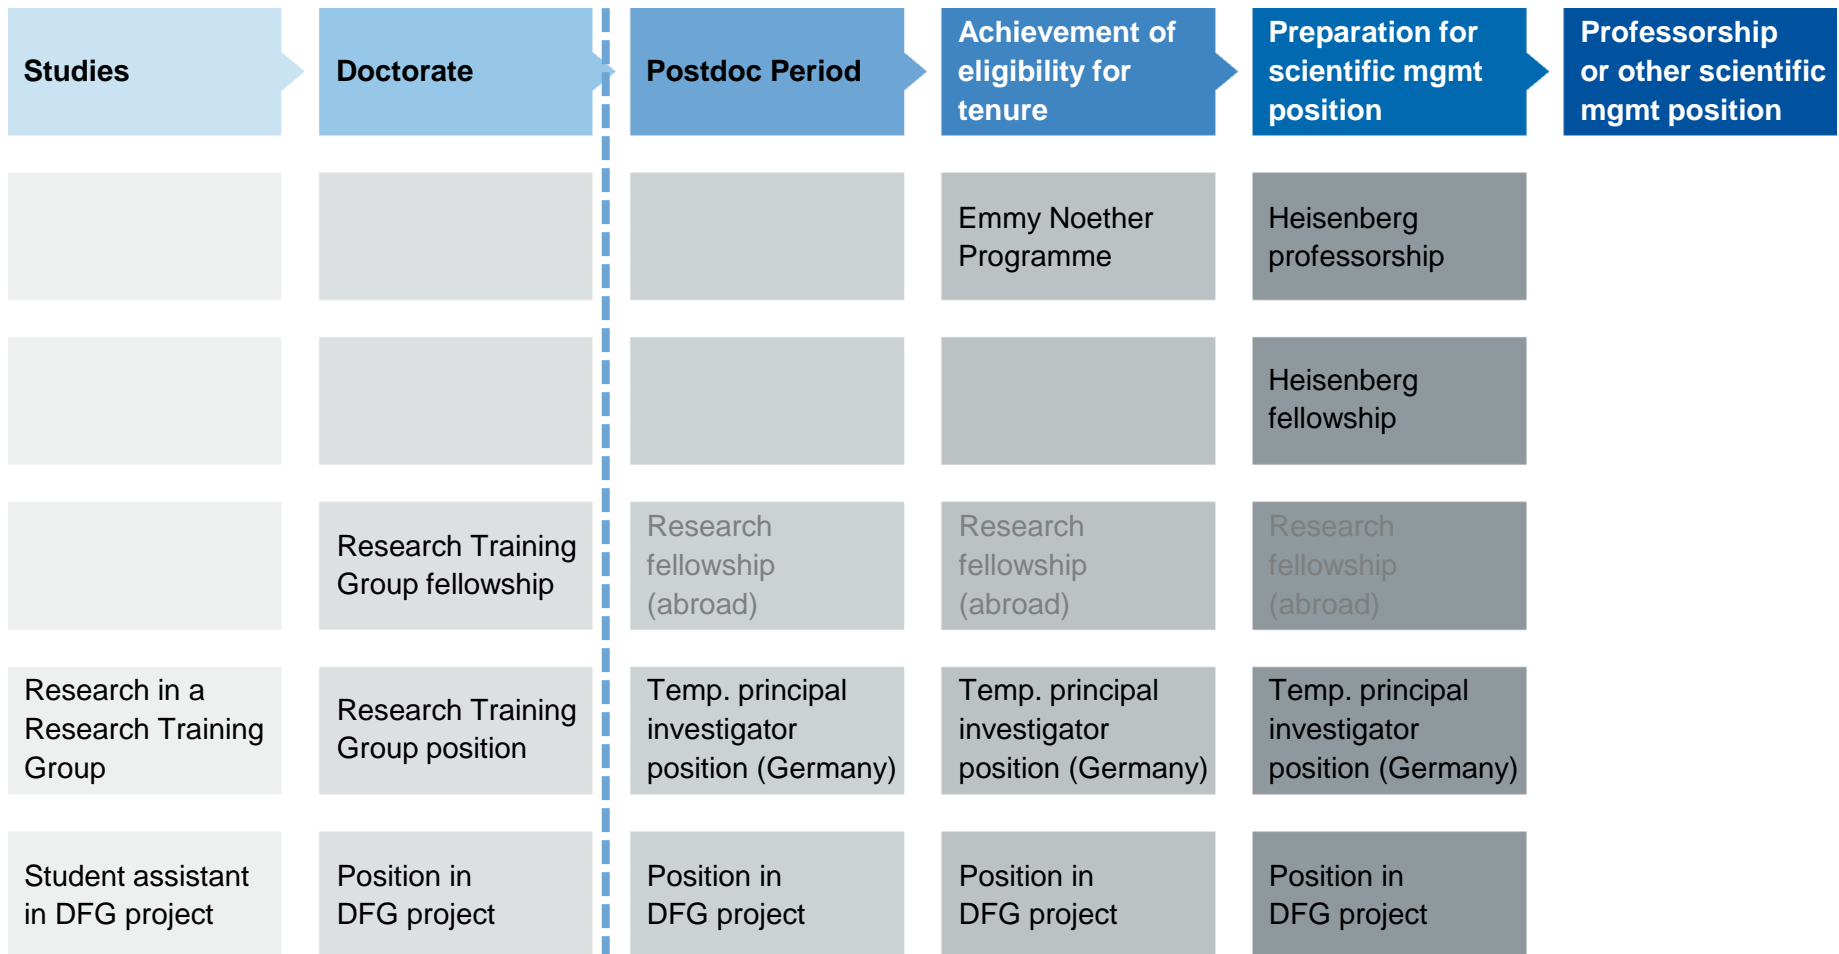 Studies
Doctorate
Postdoc Period
Achievement of
eligibility for
tenure
Preparation for
scientific mgmt
position
Professorship
or other scientific
mgmt position
Emmy Noether
Programme
Heisenberg
professorship
Heisenberg
fellowship
Research Training
Group fellowship
Research
fellowship
(abroad)
Research
fellowship
(abroad)
Research
fellowship
(abroad)
Research in a
Research Training
Group
Research Training
Group position
Temp. principal
investigator
position (Germany)
Temp. principal
investigator
position (Germany)
Temp. principal
investigator
position (Germany)
Student assistant
in DFG project
Position in
DFG project
Position in
DFG project
Position in
DFG project
Position in
DFG project